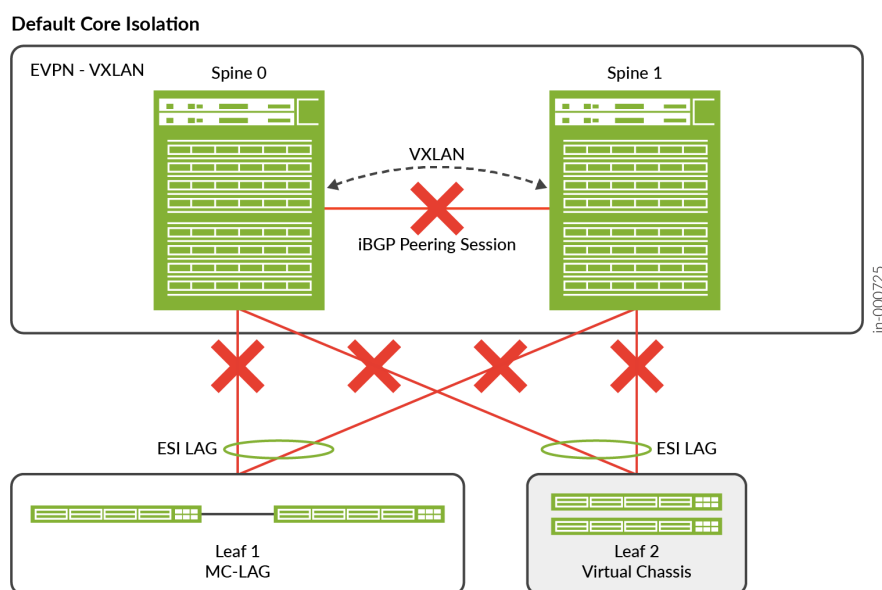 Default Core Isolation
EVPN - VXLAN
Spine 0
Spine 1
VXLAN
iBGP Peering Session
jn-000725
ESI LAG
ESI LAG
Leaf 1
MC-LAG
Leaf 2
Virtual Chassis